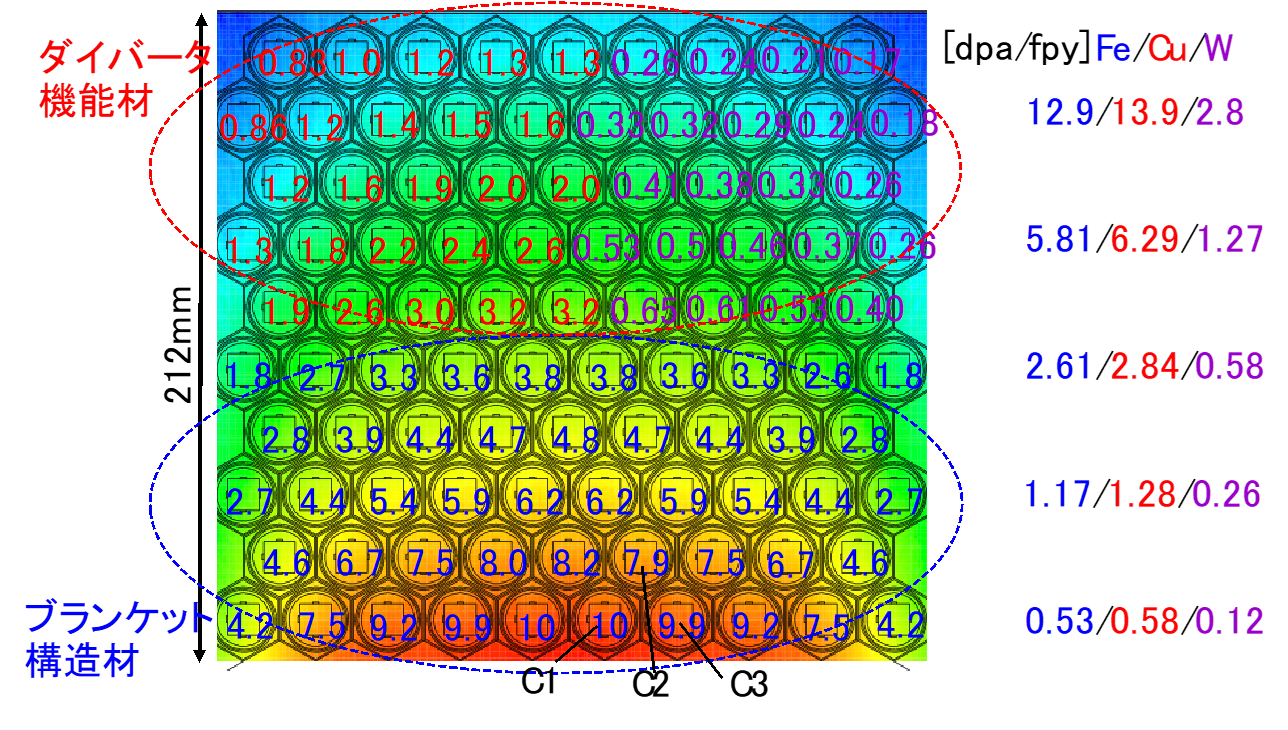 [dpa/fpy]Fe/Cu/W
ダイバータ
機能材
0.83 1.0 1.2 1.3 1.3 0.26 0.24 0.21 0.17
12.9/13.9/2.8
0.86 1.2 1.4 1.5 1.6 0.33 0.32 0.29 0.24 0.18
1.2 1.6 1.9 2.0 2.0 0.41 0.38 0.33 0.26
5.81/6.29/1.27
1.3 1.8 2.2 2.4 2.6 0.53 0.5 0.46 0.37 0.26
1.9 2.6 3.0 3.2 3.2 0.65 0.61 0.53 0.40
212mm
2.61/2.84/0.58
1.8 2.7 3.3 3.6 3.8 3.8 3.6 3.3 2.6 1.8
2.8 3.9 4.4 4.7 4.8 4.7 4.4 3.9 2.8
1.17/1.28/0.26
2.7 4.4 5.4 5.9 6.2 6.2 5.9 5.4 4.4 2.7
4.6 6.7 7.5 8.0 8.2 7.9 7.5 6.7 4.6
ブランケット
構造材
4.2 7.5 9.2 9.9 10 10 9.9 9.2 7.5 4.2
0.53/0.58/0.12
C1 C2 C3